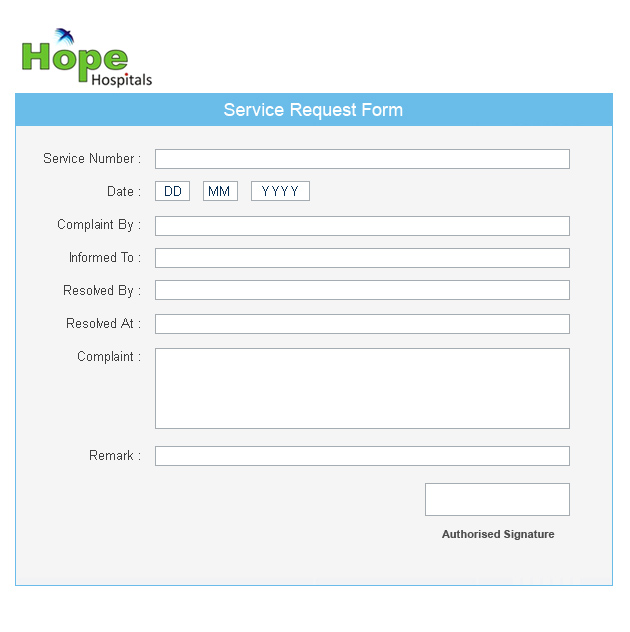 Hope
Hospitals
Service Request Form
Service Number :
Date : DD MM YYYY
Complaint By :
Informed To :
Resolved By :
Resolved At :
Complaint :
Remark :
Authorised Signature